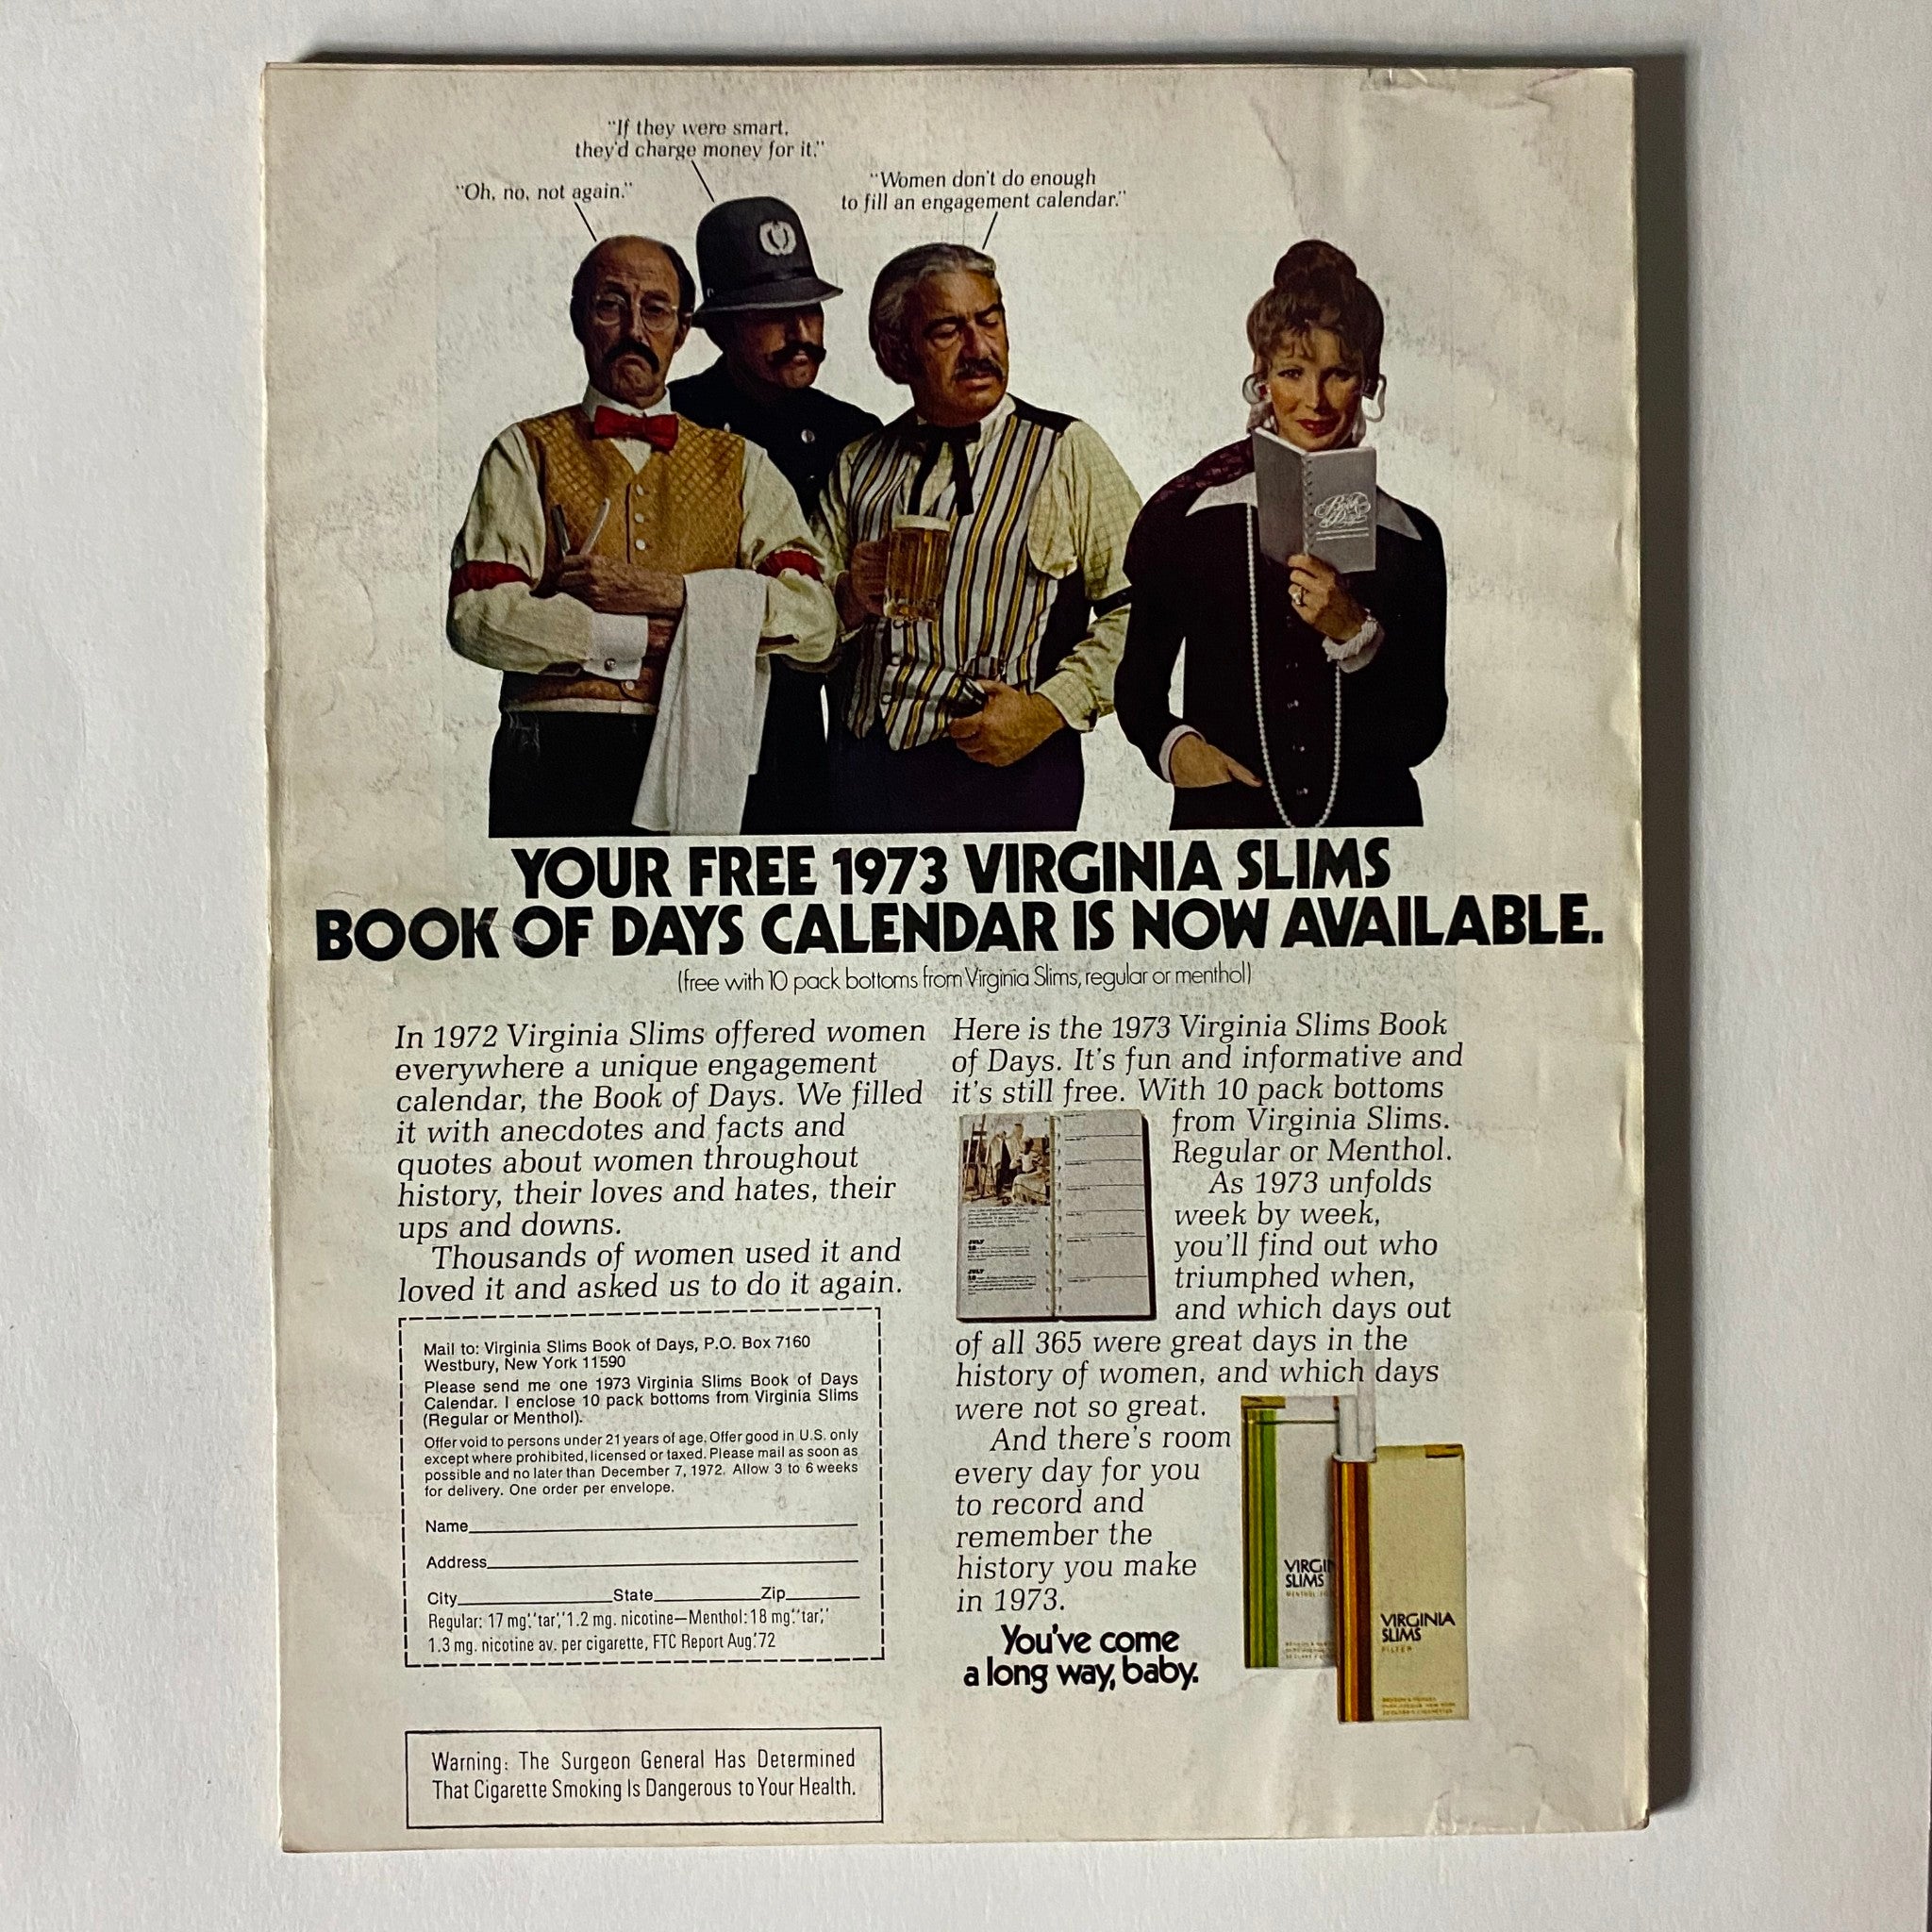 "If they were smart,
they'd charge money for it."
"Oh, no, not again."
"Women don't do enough
to fill an engagement calendar."
Book
of
Days
YOUR FREE 1973 VIRGINIA SLIMS
BOOK OF DAYS CALENDAR IS NOW AVAILABLE.
(free with 10 pack bottoms from Virginia Slims, regular or menthol)
In 1972 Virginia Slims offered women
everywhere a unique engagement
calendar, the Book of Days. We filled
it with anecdotes and facts and
quotes about women throughout
history, their loves and hates, their
ups and downs.
Thousands of women used it and
loved it and asked us to do it again.
Mail to: Virginia Slims Book of Days, P.O. Box 7160
Westbury, New York 11590
Please send me one 1973 Virginia Slims Book of Days
Calendar. I enclose 10 pack bottoms from Virginia Slims
(Regular or Menthol).
Offer void to persons under 21 years of age. Offer good in U.S. only
except where prohibited, licensed or taxed. Please mail as soon as
possible and no later than December 7, 1972. Allow 3 to 6 weeks
for delivery. One order per envelope.
Name
Address
City State Zip
Regular: 17 mg."tar," 1.2 mg. nicotine—Menthol: 18 mg."tar,"
1.3 mg. nicotine av. per cigarette, FTC Report Aug.'72
Warning: The Surgeon General Has Determined
That Cigarette Smoking Is Dangerous to Your Health.
Here is the 1973 Virginia Slims Book
of Days. It's fun and informative and
it's still free. With 10 pack bottoms
from Virginia Slims.
Regular or Menthol.
As 1973 unfolds
week by week,
you'll find out who
triumphed when,
and which days out
of all 365 were great days in the
history of women, and which days
were not so great.
And there's room
every day for you
to record and
remember the
history you make
in 1973.
You've come
a long way, baby.
JULY
18
JULY
VIRGIN
SLIMS
MENTHOL
VIRGINIA
SLIMS
FILTER